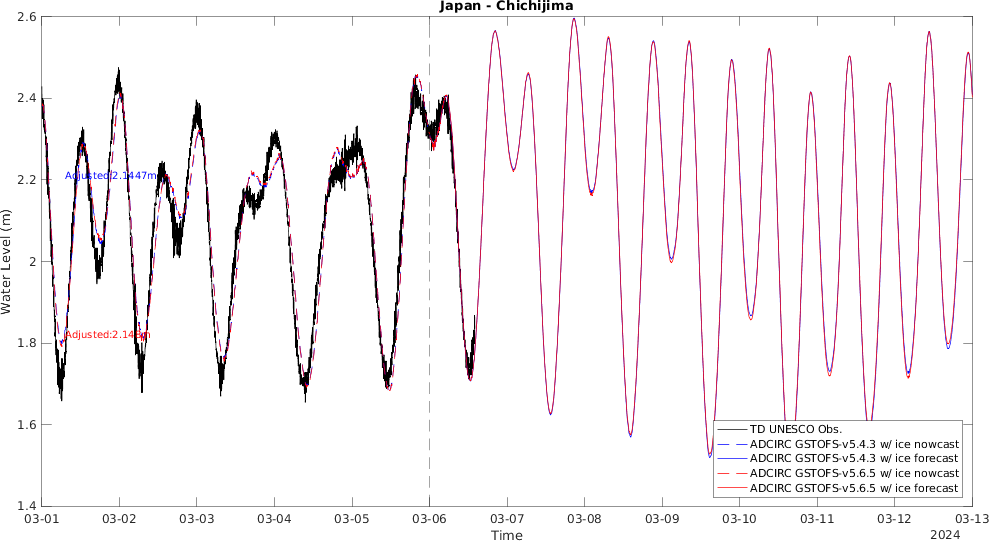 Japan - Chichijima
2.6
2.4
2.2
2
1.8
1.6
1.4
Water Level (m)
Adjusted:2.1447m
Adjusted:2.148m
TD UNESCO Obs.
ADCIRC GSTOFS-v5.4.3 w/ ice nowcast
ADCIRC GSTOFS-v5.4.3 w/ ice forecast
ADCIRC GSTOFS-v5.6.5 w/ ice nowcast
ADCIRC GSTOFS-v5.6.5 w/ ice forecast
03-01 03-02 03-03 03-04 03-05 03-06 03-07 03-08 03-09 03-10 03-11 03-12 03-13
Time
2024